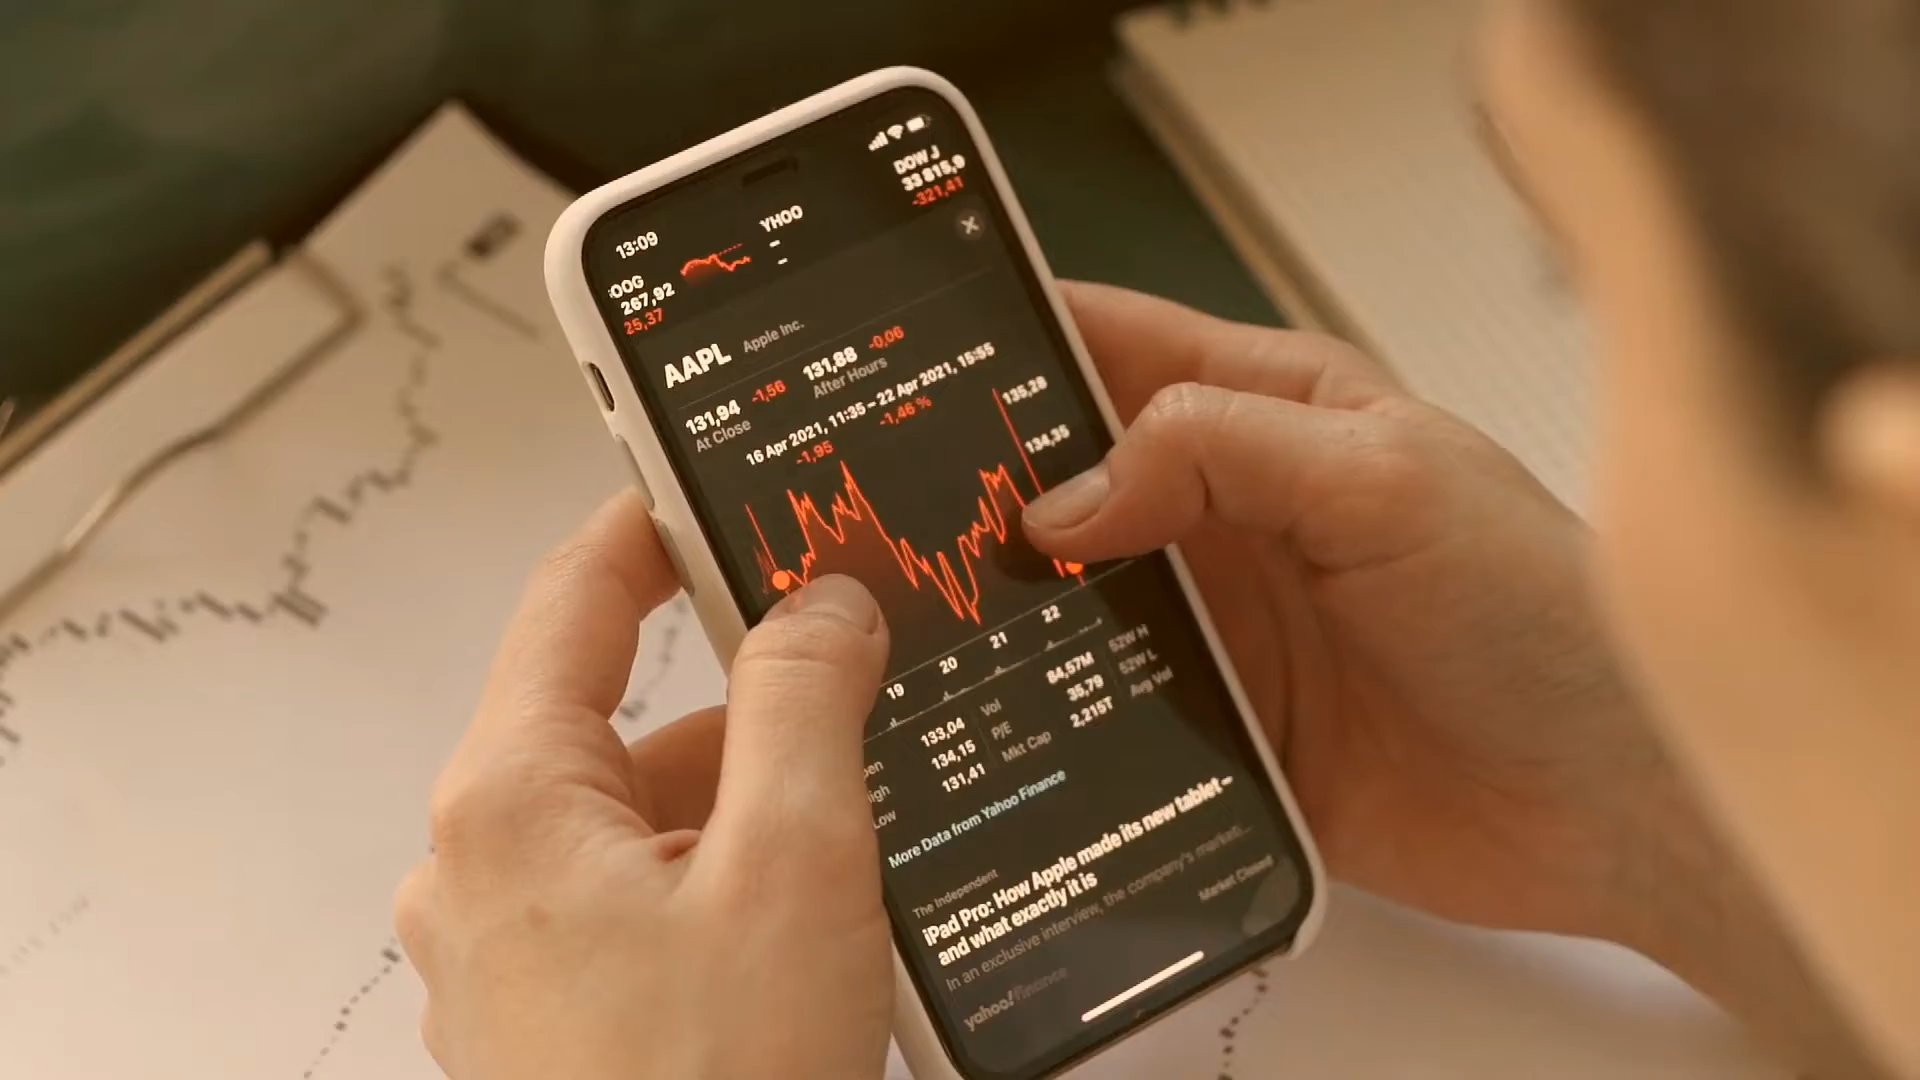 13:09
DOW J
33 815,9
-321,41
YHOO
-
-
OOG
267,92
25,37
AAPL Apple Inc.
131,94 -1,56
At Close
131,88 -0,06
After Hours
16 Apr 2021, 11:35 – 22 Apr 2021, 15:55
-1,95 -1,46 %
135,28
134,35
19 20 21 22
pen 133,04
igh 134,15
Low 131,41
Vol 84,57M
P/E 35,79
Mkt Cap 2,215T
52W H
52W L
Avg Vol
More Data from Yahoo Finance
The Independent
iPad Pro: How Apple made its new tablet –
and what exactly it is
In an exclusive interview, the company's marketi...
yahoo!finance
Market Closed